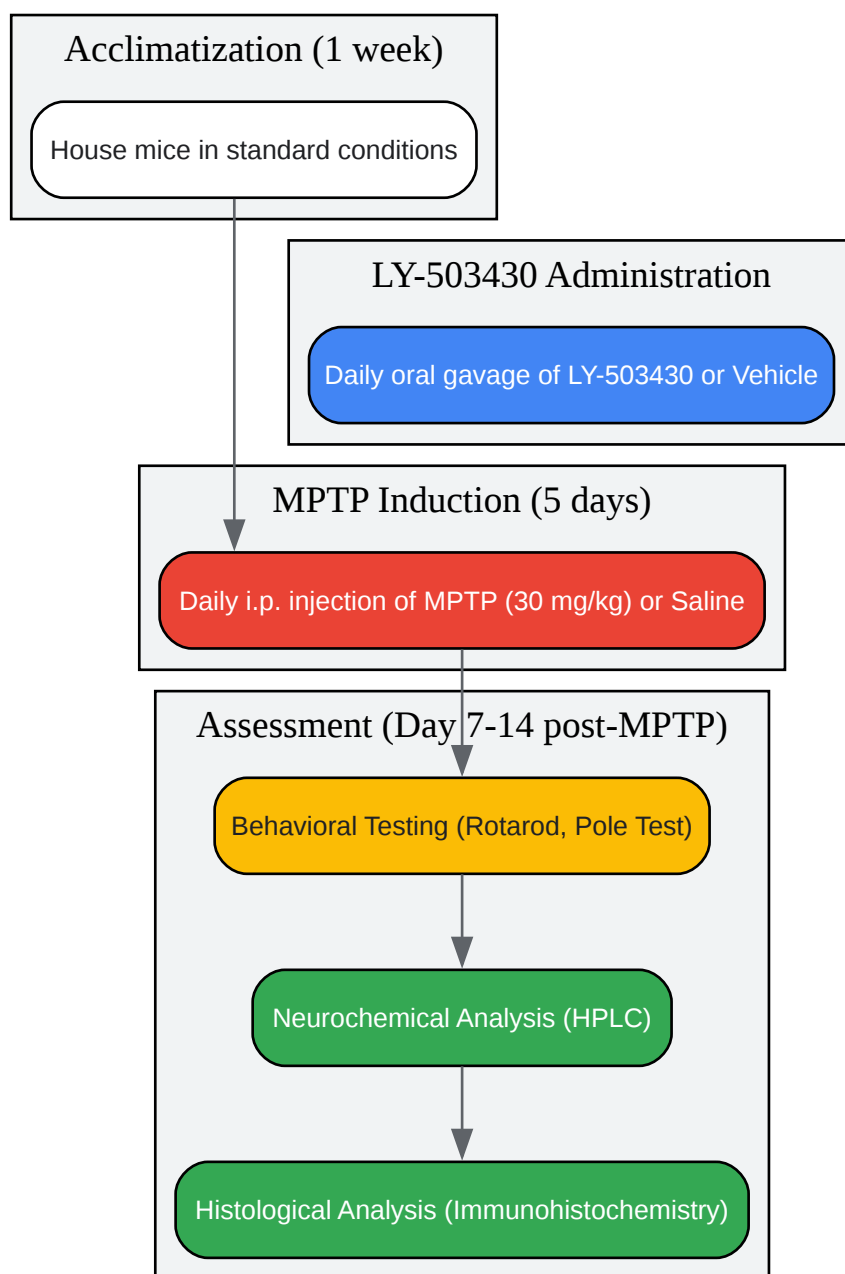 Acclimatization (1 week)
House mice in standard conditions
LY-503430 Administration
Daily oral gavage of LY-503430 or Vehicle
MPTP Induction (5 days)
Daily i.p. injection of MPTP (30 mg/kg) or Saline
Assessment (Day 7-14 post-MPTP)
Behavioral Testing (Rotarod, Pole Test)
Neurochemical Analysis (HPLC)
Histological Analysis (Immunohistochemistry)